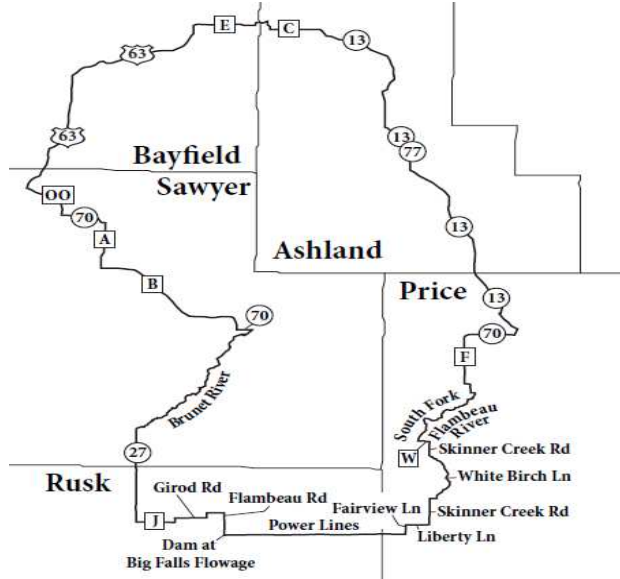 E
C
13
63
63
13
77
Bayfield
Sawyer
OO
70
A
13
Ashland
B
Price
13
70
70
F
Brunet River
South Fork
Flambeau
River
27
W
Skinner Creek Rd
Rusk
White Birch Ln
Girod Rd
Flambeau Rd
Fairview Ln
Skinner Creek Rd
J
Power Lines
Liberty Ln
Dam at
Big Falls Flowage